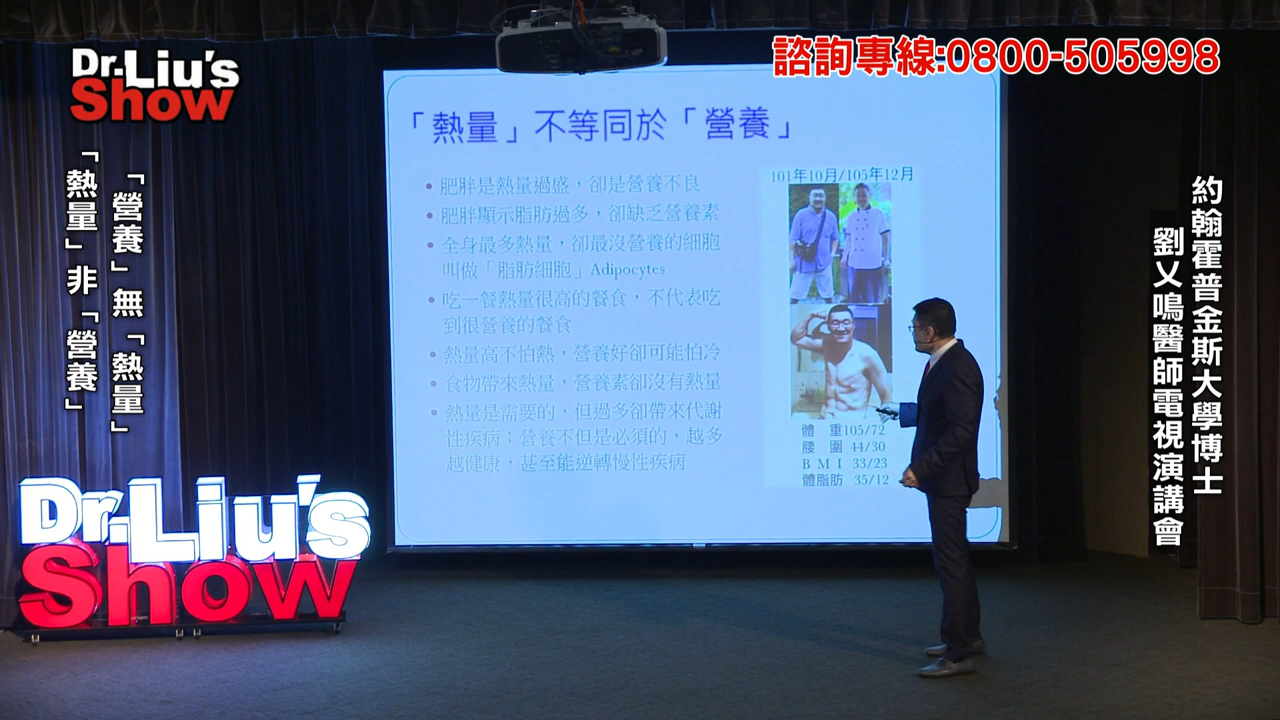 Dr.Liu's
Show
諮詢專線:0800-505998
「營養」無「熱量」
「熱量」非「營養」
約翰霍普金斯大學博士
劉乂鳴醫師電視演講會
「熱量」不等同於「營養」
• 肥胖是熱量過盛，卻是營養不良
• 肥胖顯示脂肪過多，卻缺乏營養素
• 全身最多熱量，卻最沒營養的細胞
叫做「脂肪細胞」Adipocytes
• 吃一餐熱量很高的餐食，不代表吃
到很營養的餐食
• 熱量高不怕熱，營養好卻可能怕冷
• 食物帶來熱量，營養素卻沒有熱量
• 熱量是需要的，但過多卻帶來代謝
性疾病；營養不但是必須的，越多
越健康，甚至能逆轉慢性疾病
101年10月/105年12月
體 重105/72
腰 圍 44/30
B M I 33/23
體脂肪 35/12
Dr.Liu's
Show